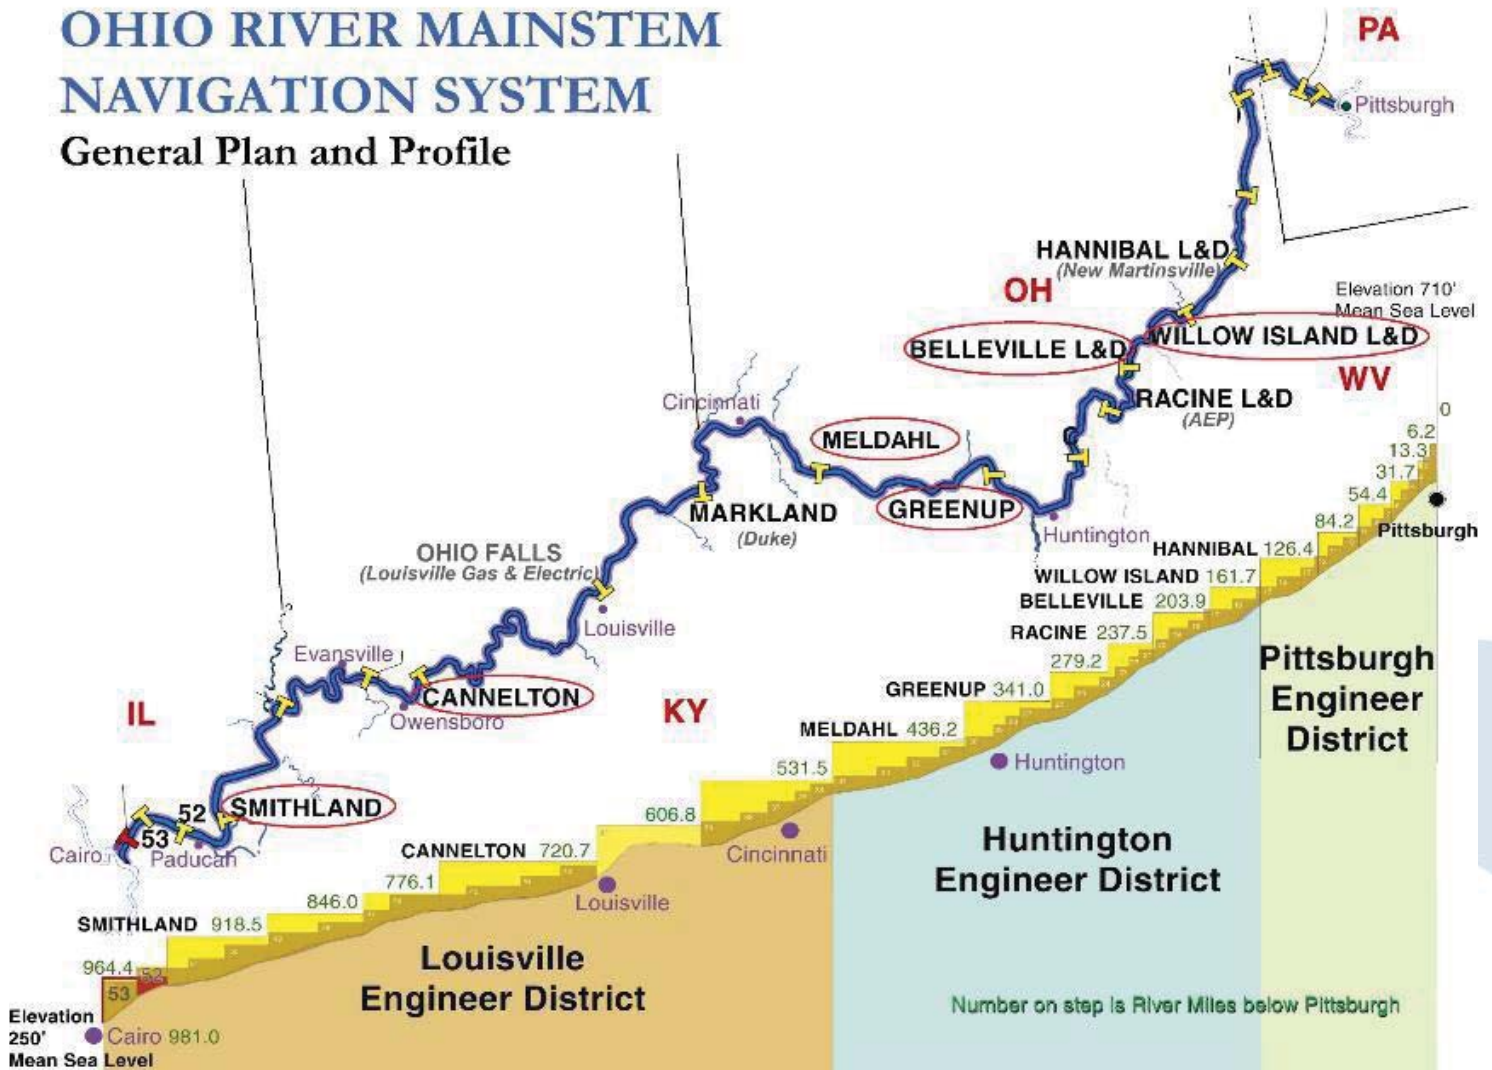 OHIO RIVER MAINSTEM
NAVIGATION SYSTEM
General Plan and Profile
PA
Pittsburgh
HANNIBAL L&D
(New Martinsville)
OH
Elevation 710'
Mean Sea Level
BELLEVILLE L&D
WILLOW ISLAND L&D
WV
RACINE L&D
(AEP)
Cincinnati
MELDAHL
GREENUP
MARKLAND
(Duke)
Huntington
OHIO FALLS
(Louisville Gas & Electric)
Louisville
Evansville
CANNELTON
Owensboro
IL
KY
52
SMITHLAND
53
Cairo
Paducah
0
6.2
13.3
31.7
54.4
Pittsburgh
84.2
HANNIBAL 126.4
WILLOW ISLAND 161.7
BELLEVILLE 203.9
RACINE 237.5
279.2
GREENUP 341.0
MELDAHL 436.2
Huntington
531.5
606.8
Cincinnati
CANNELTON 720.7
Louisville
776.1
846.0
SMITHLAND 918.5
964.4
52
53
Elevation
250'
Mean Sea Level
Cairo 981.0
Pittsburgh
Engineer
District
Huntington
Engineer District
Louisville
Engineer District
Number on step is River Miles below Pittsburgh